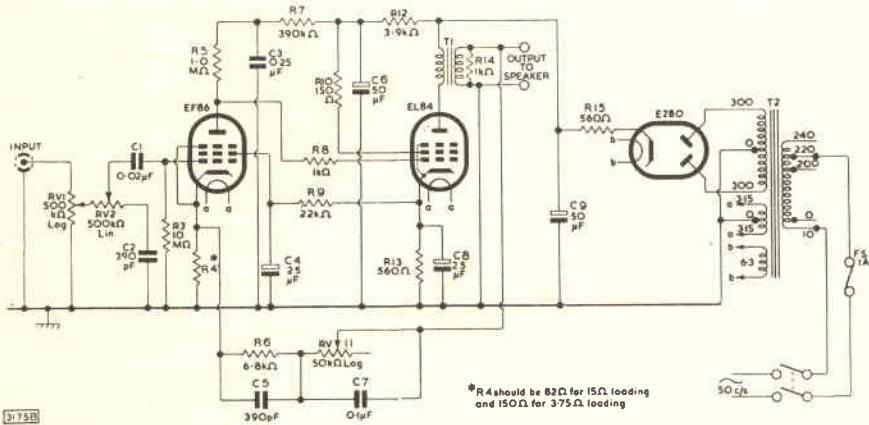 R7
390kΩ
R12
3·9kΩ
R5
1·0
MΩ
C3
0·25
µF
R10
150
Ω
C6
50
µF
T1
R14
1kΩ
OUTPUT
TO
SPEAKER
EF86
EL84
R15
560Ω
EZ80
b
b
300
0
300
T2
240
220
200
0
10
INPUT
C1
0·02µF
R8
1kΩ
R9
22kΩ
a
a
a
a
RV1
500
kΩ
Log
RV2
500kΩ
Lin.
C2
390
pF
R3
10
MΩ
R4*
C4
25
µF
R13
560Ω
C8
25
µF
C9
50
µF
a
3·15
0
a
3·15
b
6·3
b
FS
1A
R6
6·8kΩ
RV
11
50kΩ Log
C5
390pF
C7
0·1µF
*R4 should be 82Ω for 15Ω loading
and 150Ω for 3·75Ω loading
50 c/s
3175B